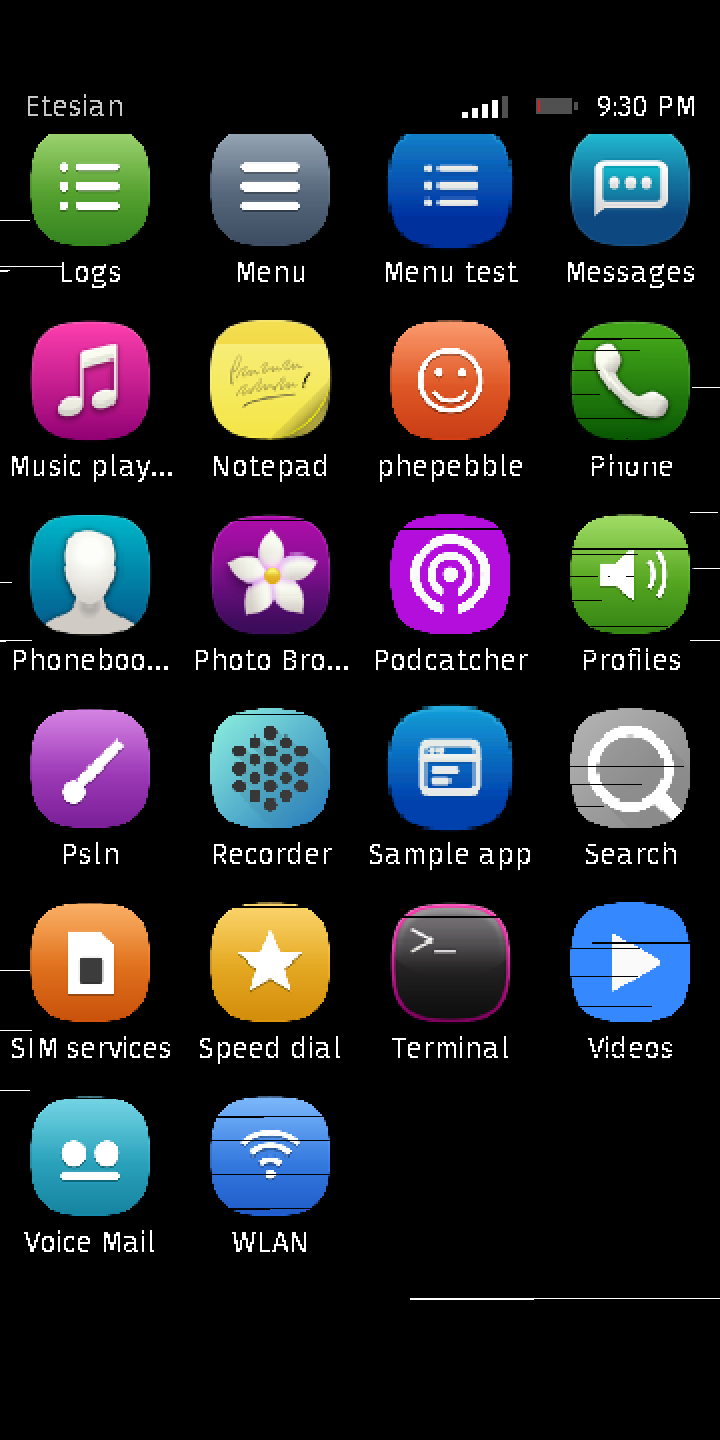 Etesian 9:30 PM
Logs Menu Menu test Messages
Music play... Notepad phepebble Phone
Phoneboo... Photo Bro... Podcatcher Profiles
Psln Recorder Sample app Search
>_
SIM services Speed dial Terminal Videos
Voice Mail WLAN